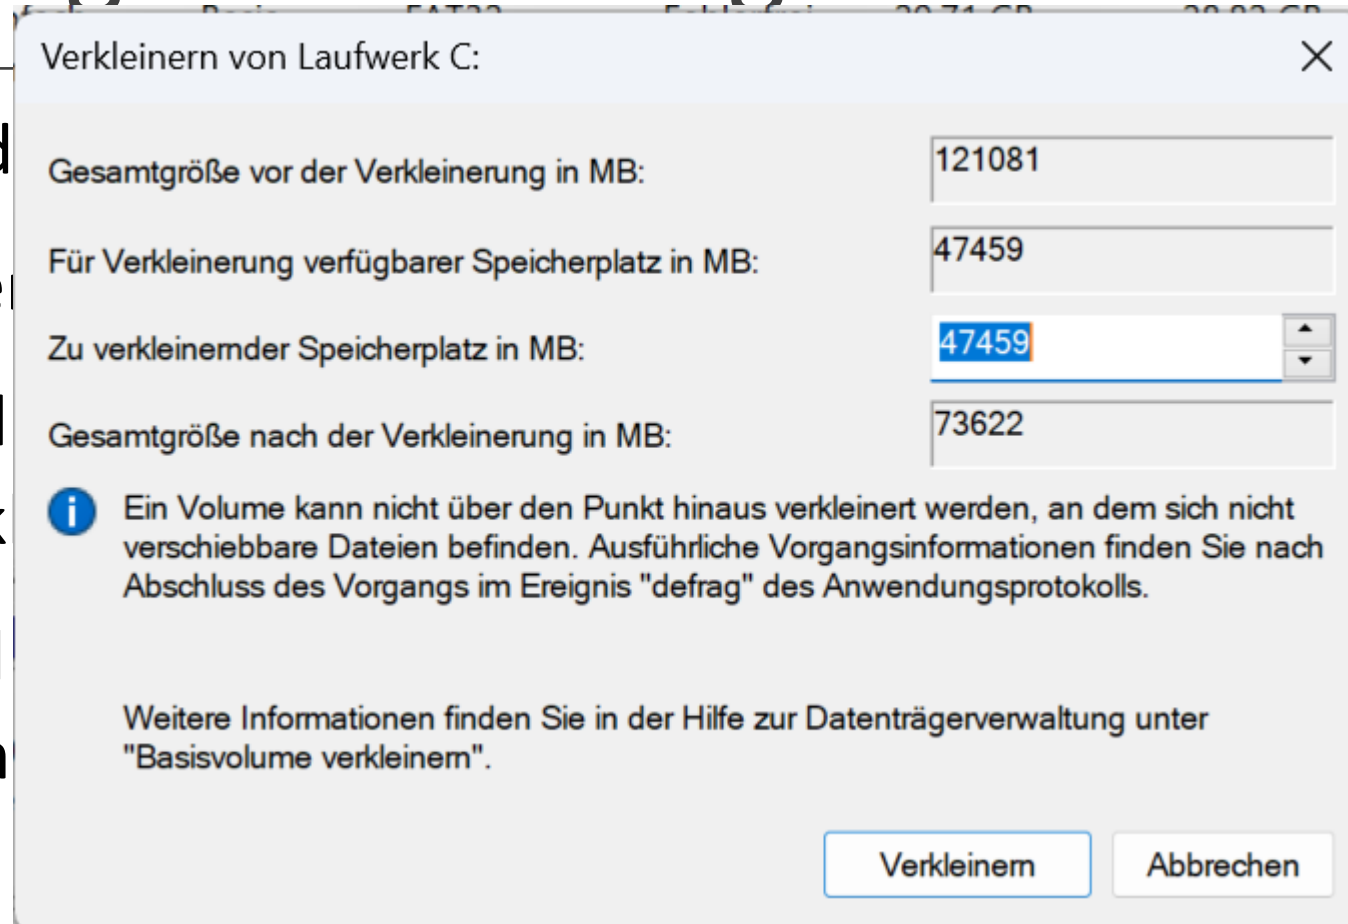 Basis FAT32 Fehlerfrei
Verkleinern von Laufwerk C:
Gesamtgröße vor der Verkleinerung in MB: 121081
Für Verkleinerung verfügbarer Speicherplatz in MB: 47459
Zu verkleinernder Speicherplatz in MB: 47459
Gesamtgröße nach der Verkleinerung in MB: 73622
Ein Volume kann nicht über den Punkt hinaus verkleinert werden, an dem sich nicht
verschiebbare Dateien befinden. Ausführliche Vorgangsinformationen finden Sie nach
Abschluss des Vorgangs im Ereignis "defrag" des Anwendungsprotokolls.
Weitere Informationen finden Sie in der Hilfe zur Datenträgerverwaltung unter
"Basisvolume verkleinern".
Verkleinern Abbrechen